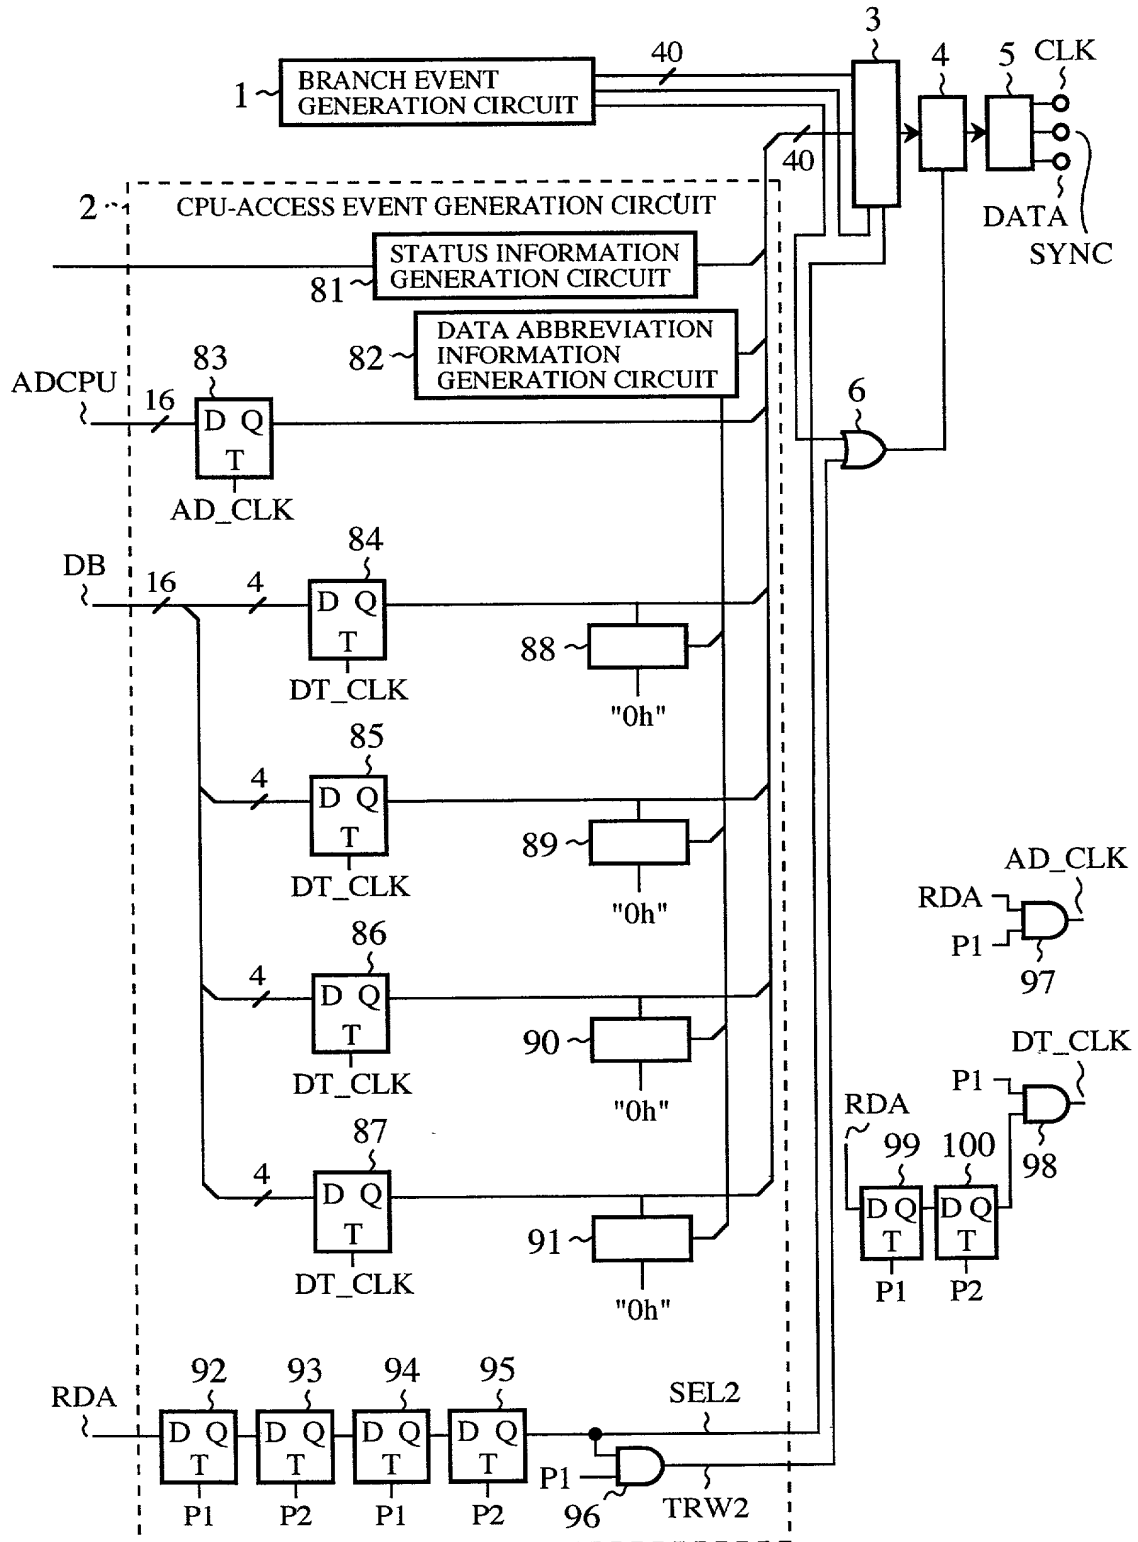 3
40
4
5
CLK
1
BRANCH EVENT
GENERATION CIRCUIT
40
DATA
SYNC
2
CPU-ACCESS EVENT GENERATION CIRCUIT
STATUS INFORMATION
GENERATION CIRCUIT
81
DATA ABBREVIATION
INFORMATION
GENERATION CIRCUIT
82
ADCPU
16
83
D Q
T
AD_CLK
6
DB
16
4
84
D Q
T
DT_CLK
88
"0h"
4
85
D Q
T
DT_CLK
89
"0h"
AD_CLK
RDA
P1
97
4
86
D Q
T
DT_CLK
90
"0h"
DT_CLK
P1
98
RDA
99
100
D Q
T
P1
D Q
T
P2
4
87
D Q
T
DT_CLK
91
"0h"
RDA
92
93
94
95
D Q
T
P1
D Q
T
P2
D Q
T
P1
D Q
T
P2
SEL2
P1
96
TRW2